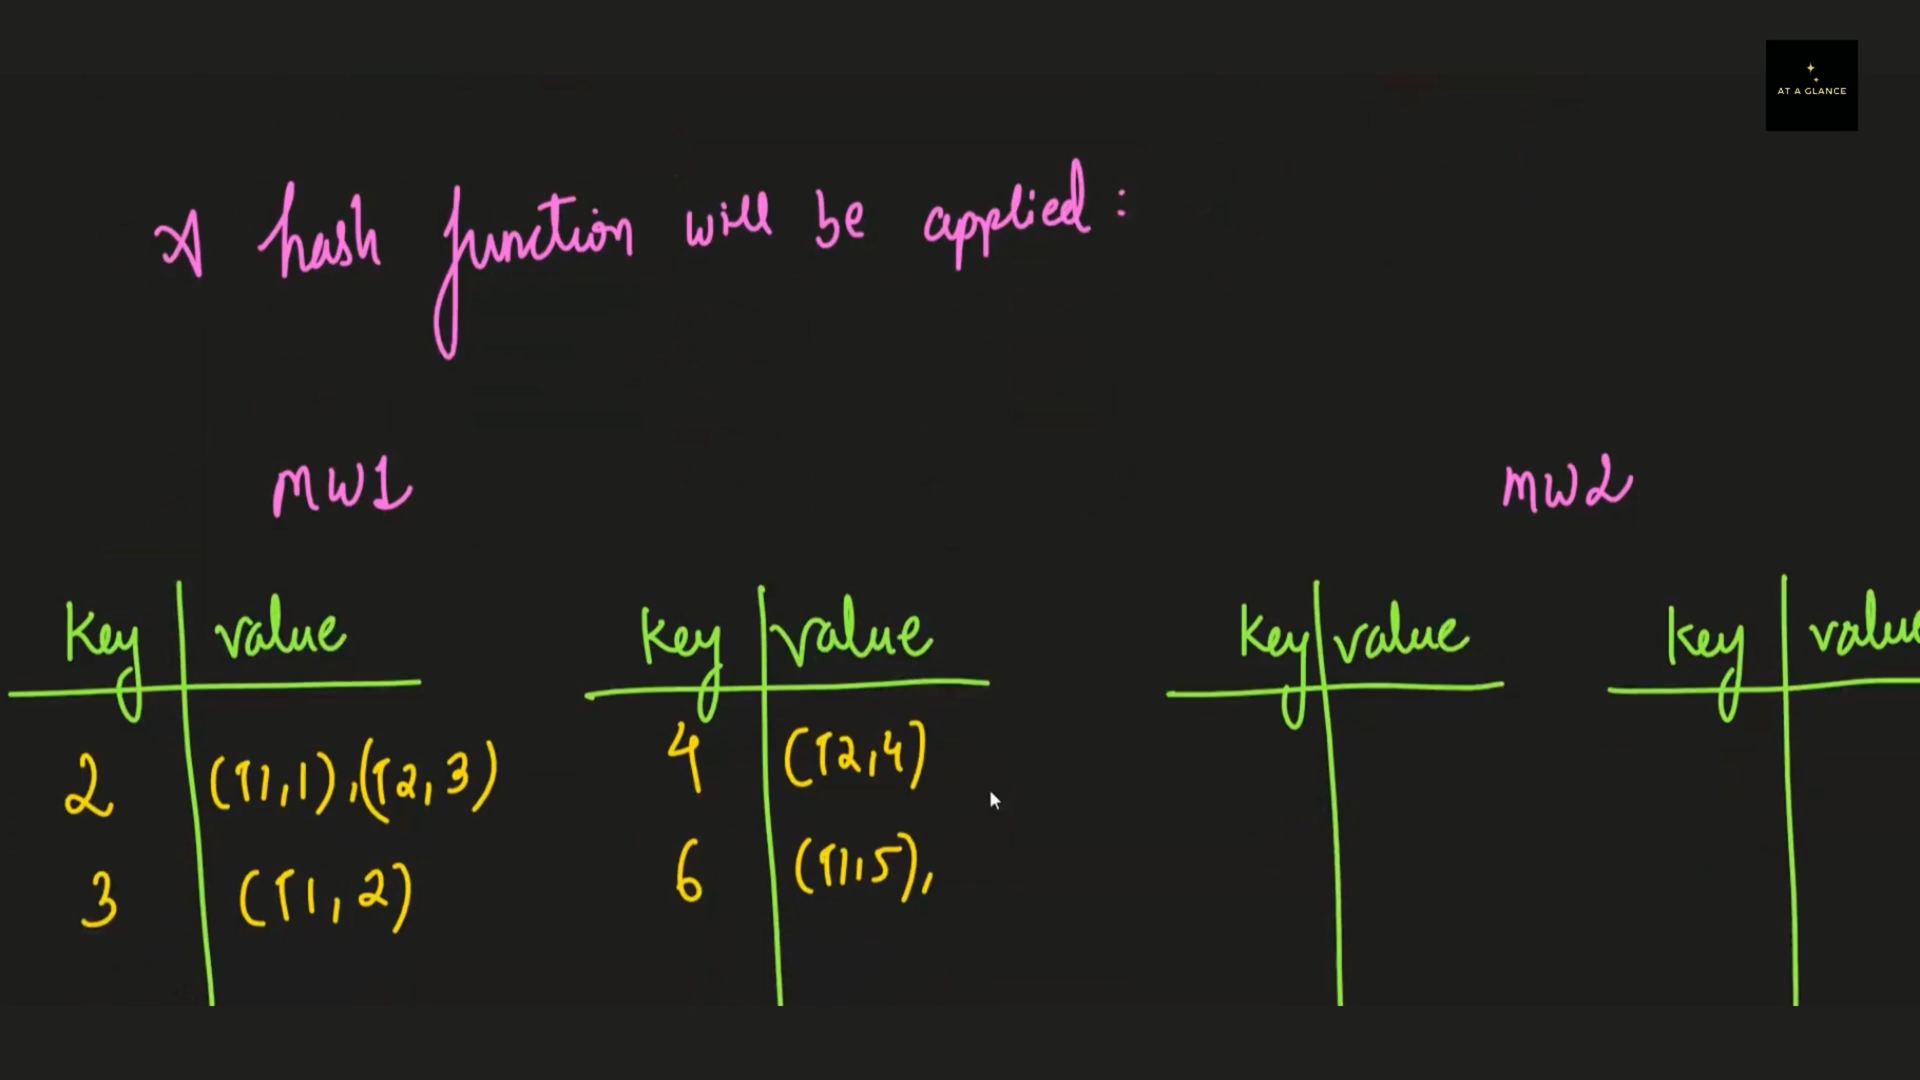 AT A GLANCE
A hash function will be applied:
MW1 MW2
Key value Key value Key value Key value
2 (T1,1),(T2,3) 4 (T2,4)
3 (T1,2) 6 (T1,5),